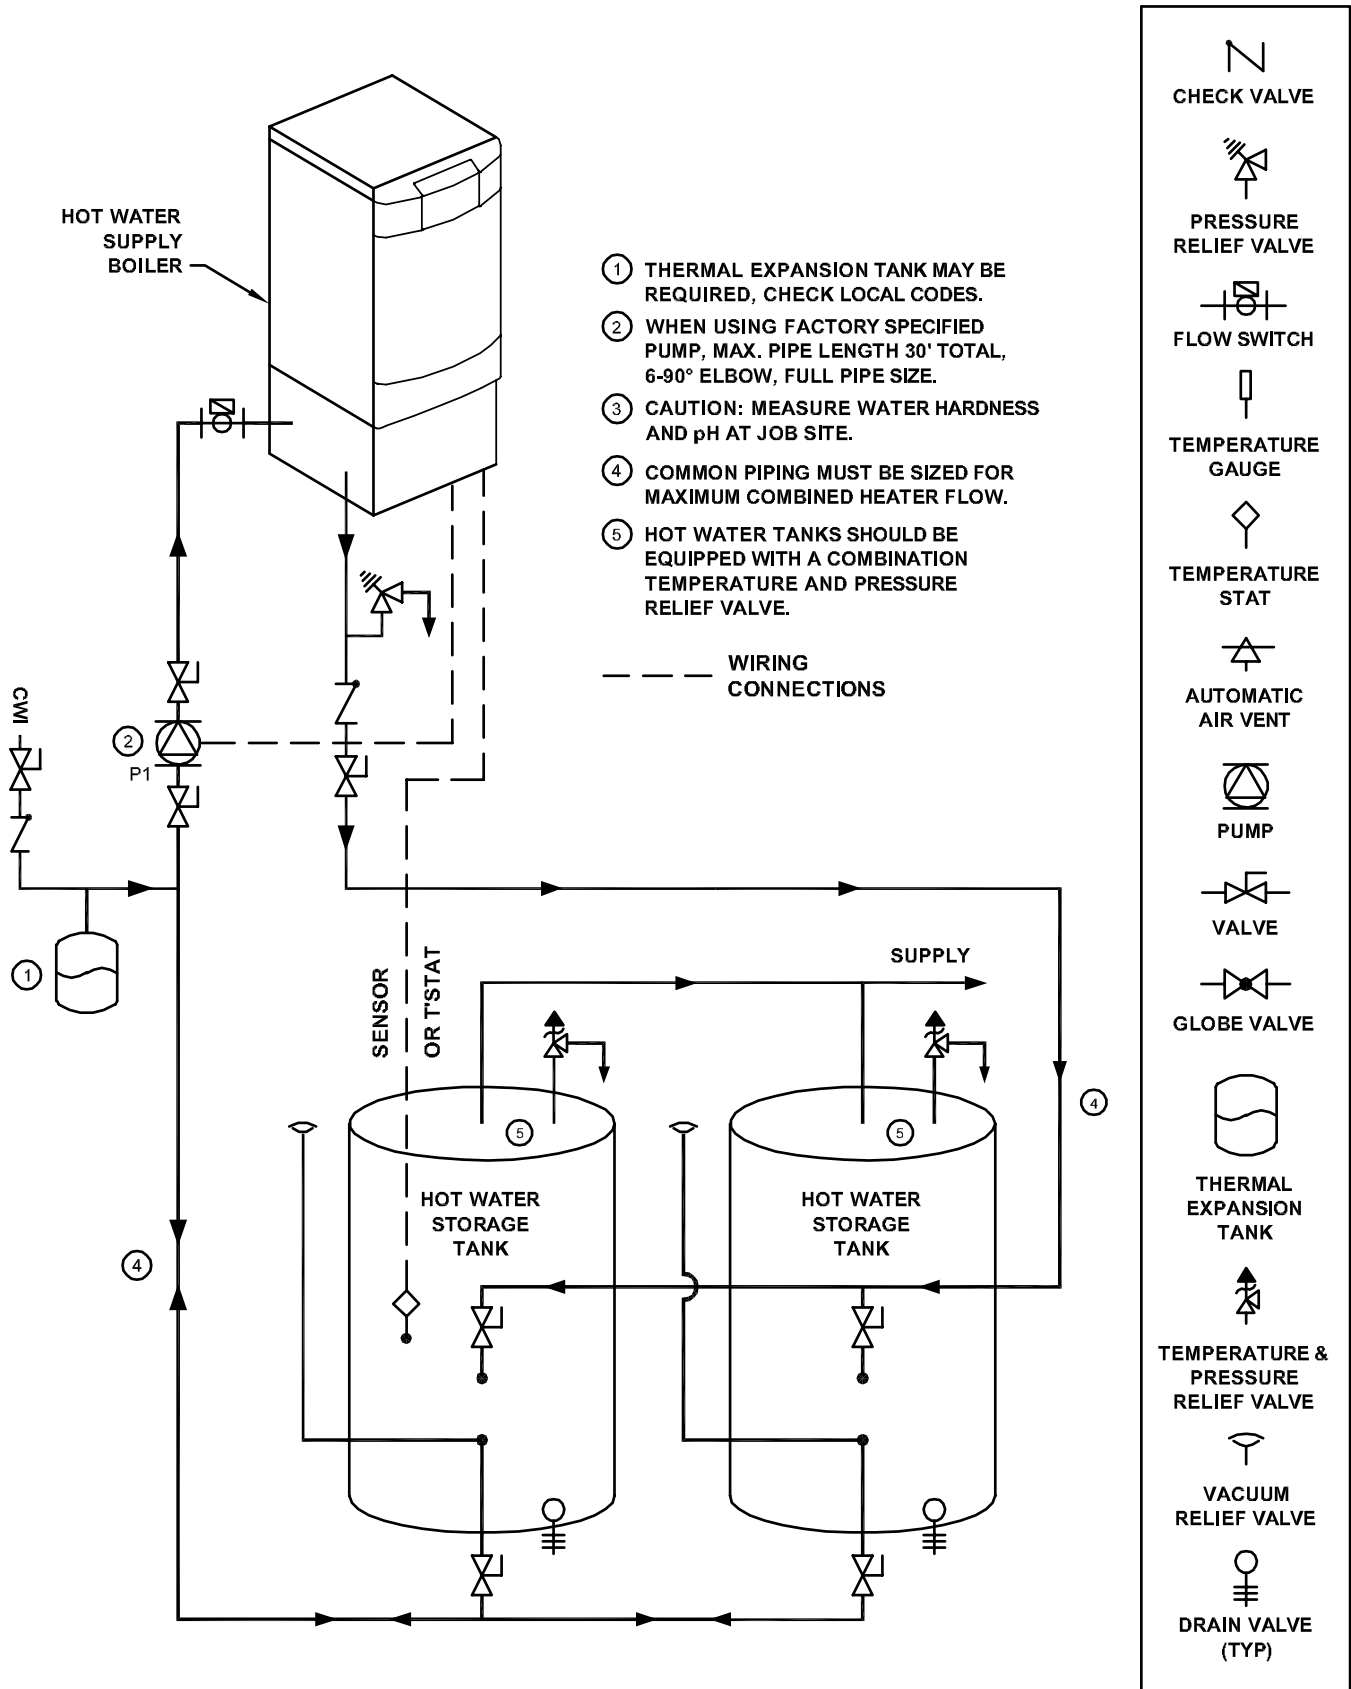 HOT WATER
SUPPLY
BOILER
1 THERMAL EXPANSION TANK MAY BE
REQUIRED, CHECK LOCAL CODES.
2 WHEN USING FACTORY SPECIFIED
PUMP, MAX. PIPE LENGTH 30' TOTAL,
6-90° ELBOW, FULL PIPE SIZE.
3 CAUTION: MEASURE WATER HARDNESS
AND pH AT JOB SITE.
4 COMMON PIPING MUST BE SIZED FOR
MAXIMUM COMBINED HEATER FLOW.
5 HOT WATER TANKS SHOULD BE
EQUIPPED WITH A COMBINATION
TEMPERATURE AND PRESSURE
RELIEF VALVE.
WIRING
CONNECTIONS
CWI
2
P1
1
SENSOR
OR T'STAT
SUPPLY
4
5
5
HOT WATER
STORAGE
TANK
HOT WATER
STORAGE
TANK
4
CHECK VALVE
PRESSURE
RELIEF VALVE
FLOW SWITCH
TEMPERATURE
GAUGE
TEMPERATURE
STAT
AUTOMATIC
AIR VENT
PUMP
VALVE
GLOBE VALVE
THERMAL
EXPANSION
TANK
TEMPERATURE &
PRESSURE
RELIEF VALVE
VACUUM
RELIEF VALVE
DRAIN VALVE
(TYP)